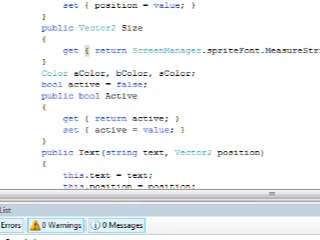 set { position = value; }
}
public Vector2 Size
{
get { return ScreenManager.spriteFont.MeasureStri
}
Color aColor, bColor, sColor;
bool active = false;
public bool Active
{
get { return active; }
set { active = value; }
}
public Text(string text, Vector2 position)
{
this.text = text;
this.position = position;
List
Errors 0 Warnings 0 Messages